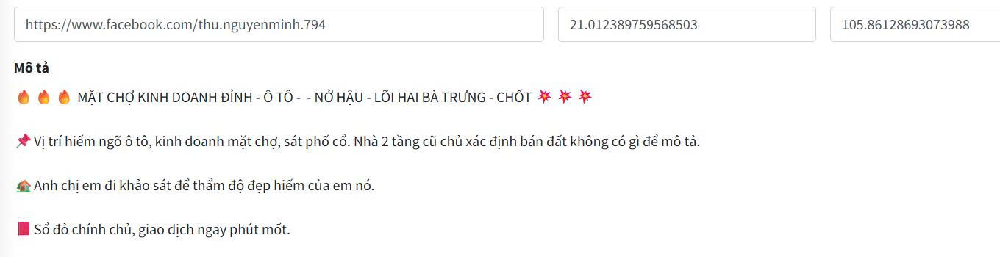 https://www.facebook.com/thu.nguyenminh.794 21.012389759568503 105.86128693073988
Mô tả
🔥 🔥 🔥 MẶT CHỢ KINH DOANH ĐỈNH - Ô TÔ - - NỞ HẬU - LÕI HAI BÀ TRƯNG - CHỐT 💥 💥 💥
📌 Vị trí hiếm ngõ ô tô, kinh doanh mặt chợ, sát phố cổ. Nhà 2 tầng cũ chủ xác định bán đất không có gì để mô tả.
🏡 Anh chị em đi khảo sát để thẩm độ đẹp hiếm của em nó.
📕 Sổ đỏ chính chủ, giao dịch ngay phút mốt.